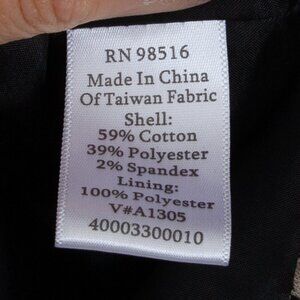 RN 98516
Made In China
Of Taiwan Fabric
Shell:
59% Cotton
39% Polyester
2% Spandex
Lining:
100% Polyester
V#A1305
40003300010